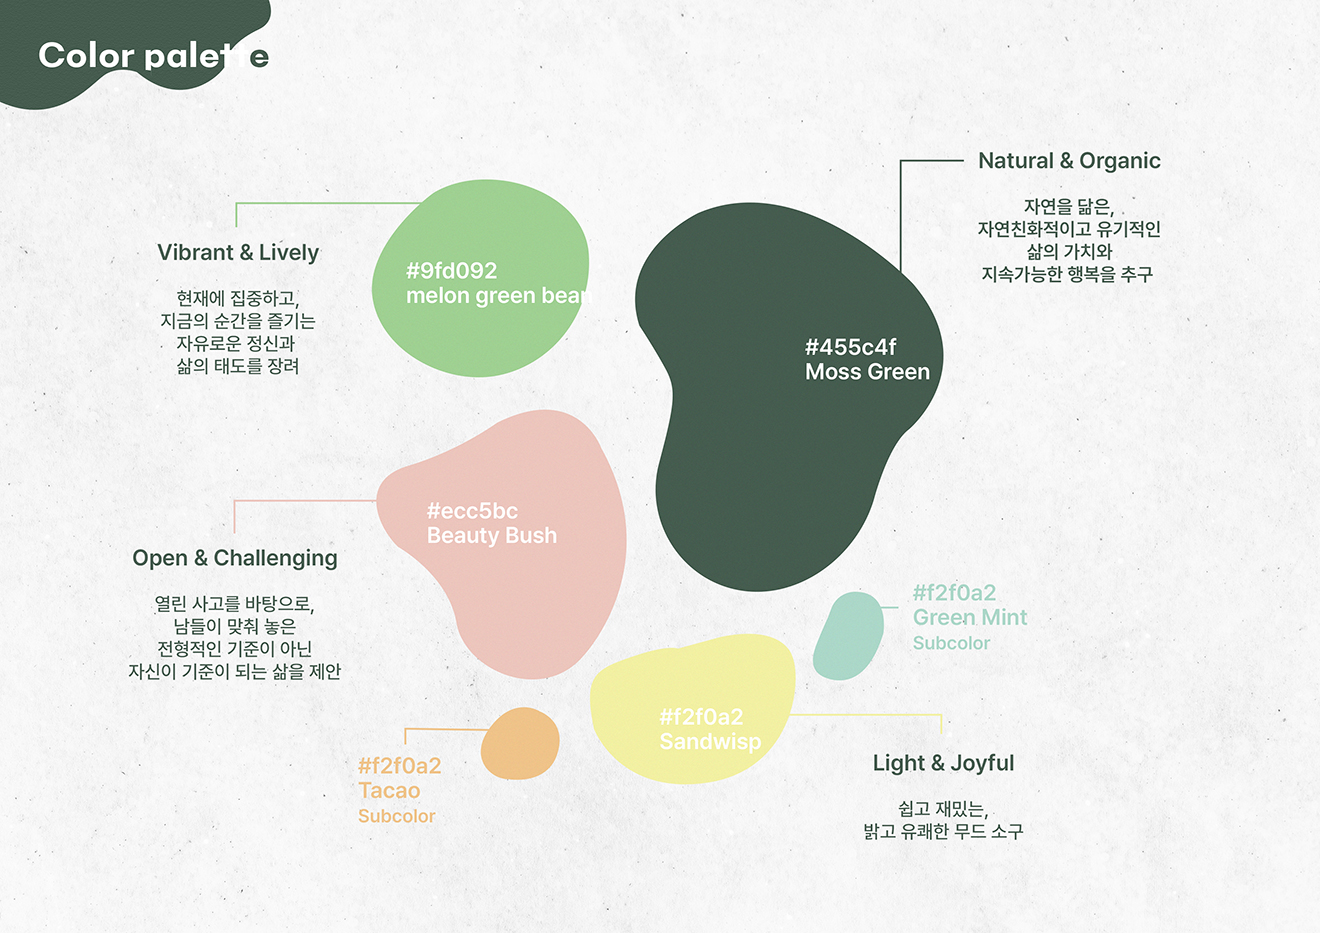 Color palette
Natural & Organic
자연을 닮은,
자연친화적이고 유기적인
삶의 가치와
지속가능한 행복을 추구
Vibrant & Lively
현재에 집중하고,
지금의 순간을 즐기는
자유로운 정신과
삶의 태도를 장려
#9fd092
melon green bean
#455c4f
Moss Green
#ecc5bc
Beauty Bush
Open & Challenging
열린 사고를 바탕으로,
남들이 맞춰 놓은
전형적인 기준이 아닌
자신이 기준이 되는 삶을 제안
#f2f0a2
Green Mint
Subcolor
#f2f0a2
Sandwisp
#f2f0a2
Tacao
Subcolor
Light & Joyful
쉽고 재밌는,
밝고 유쾌한 무드 소구